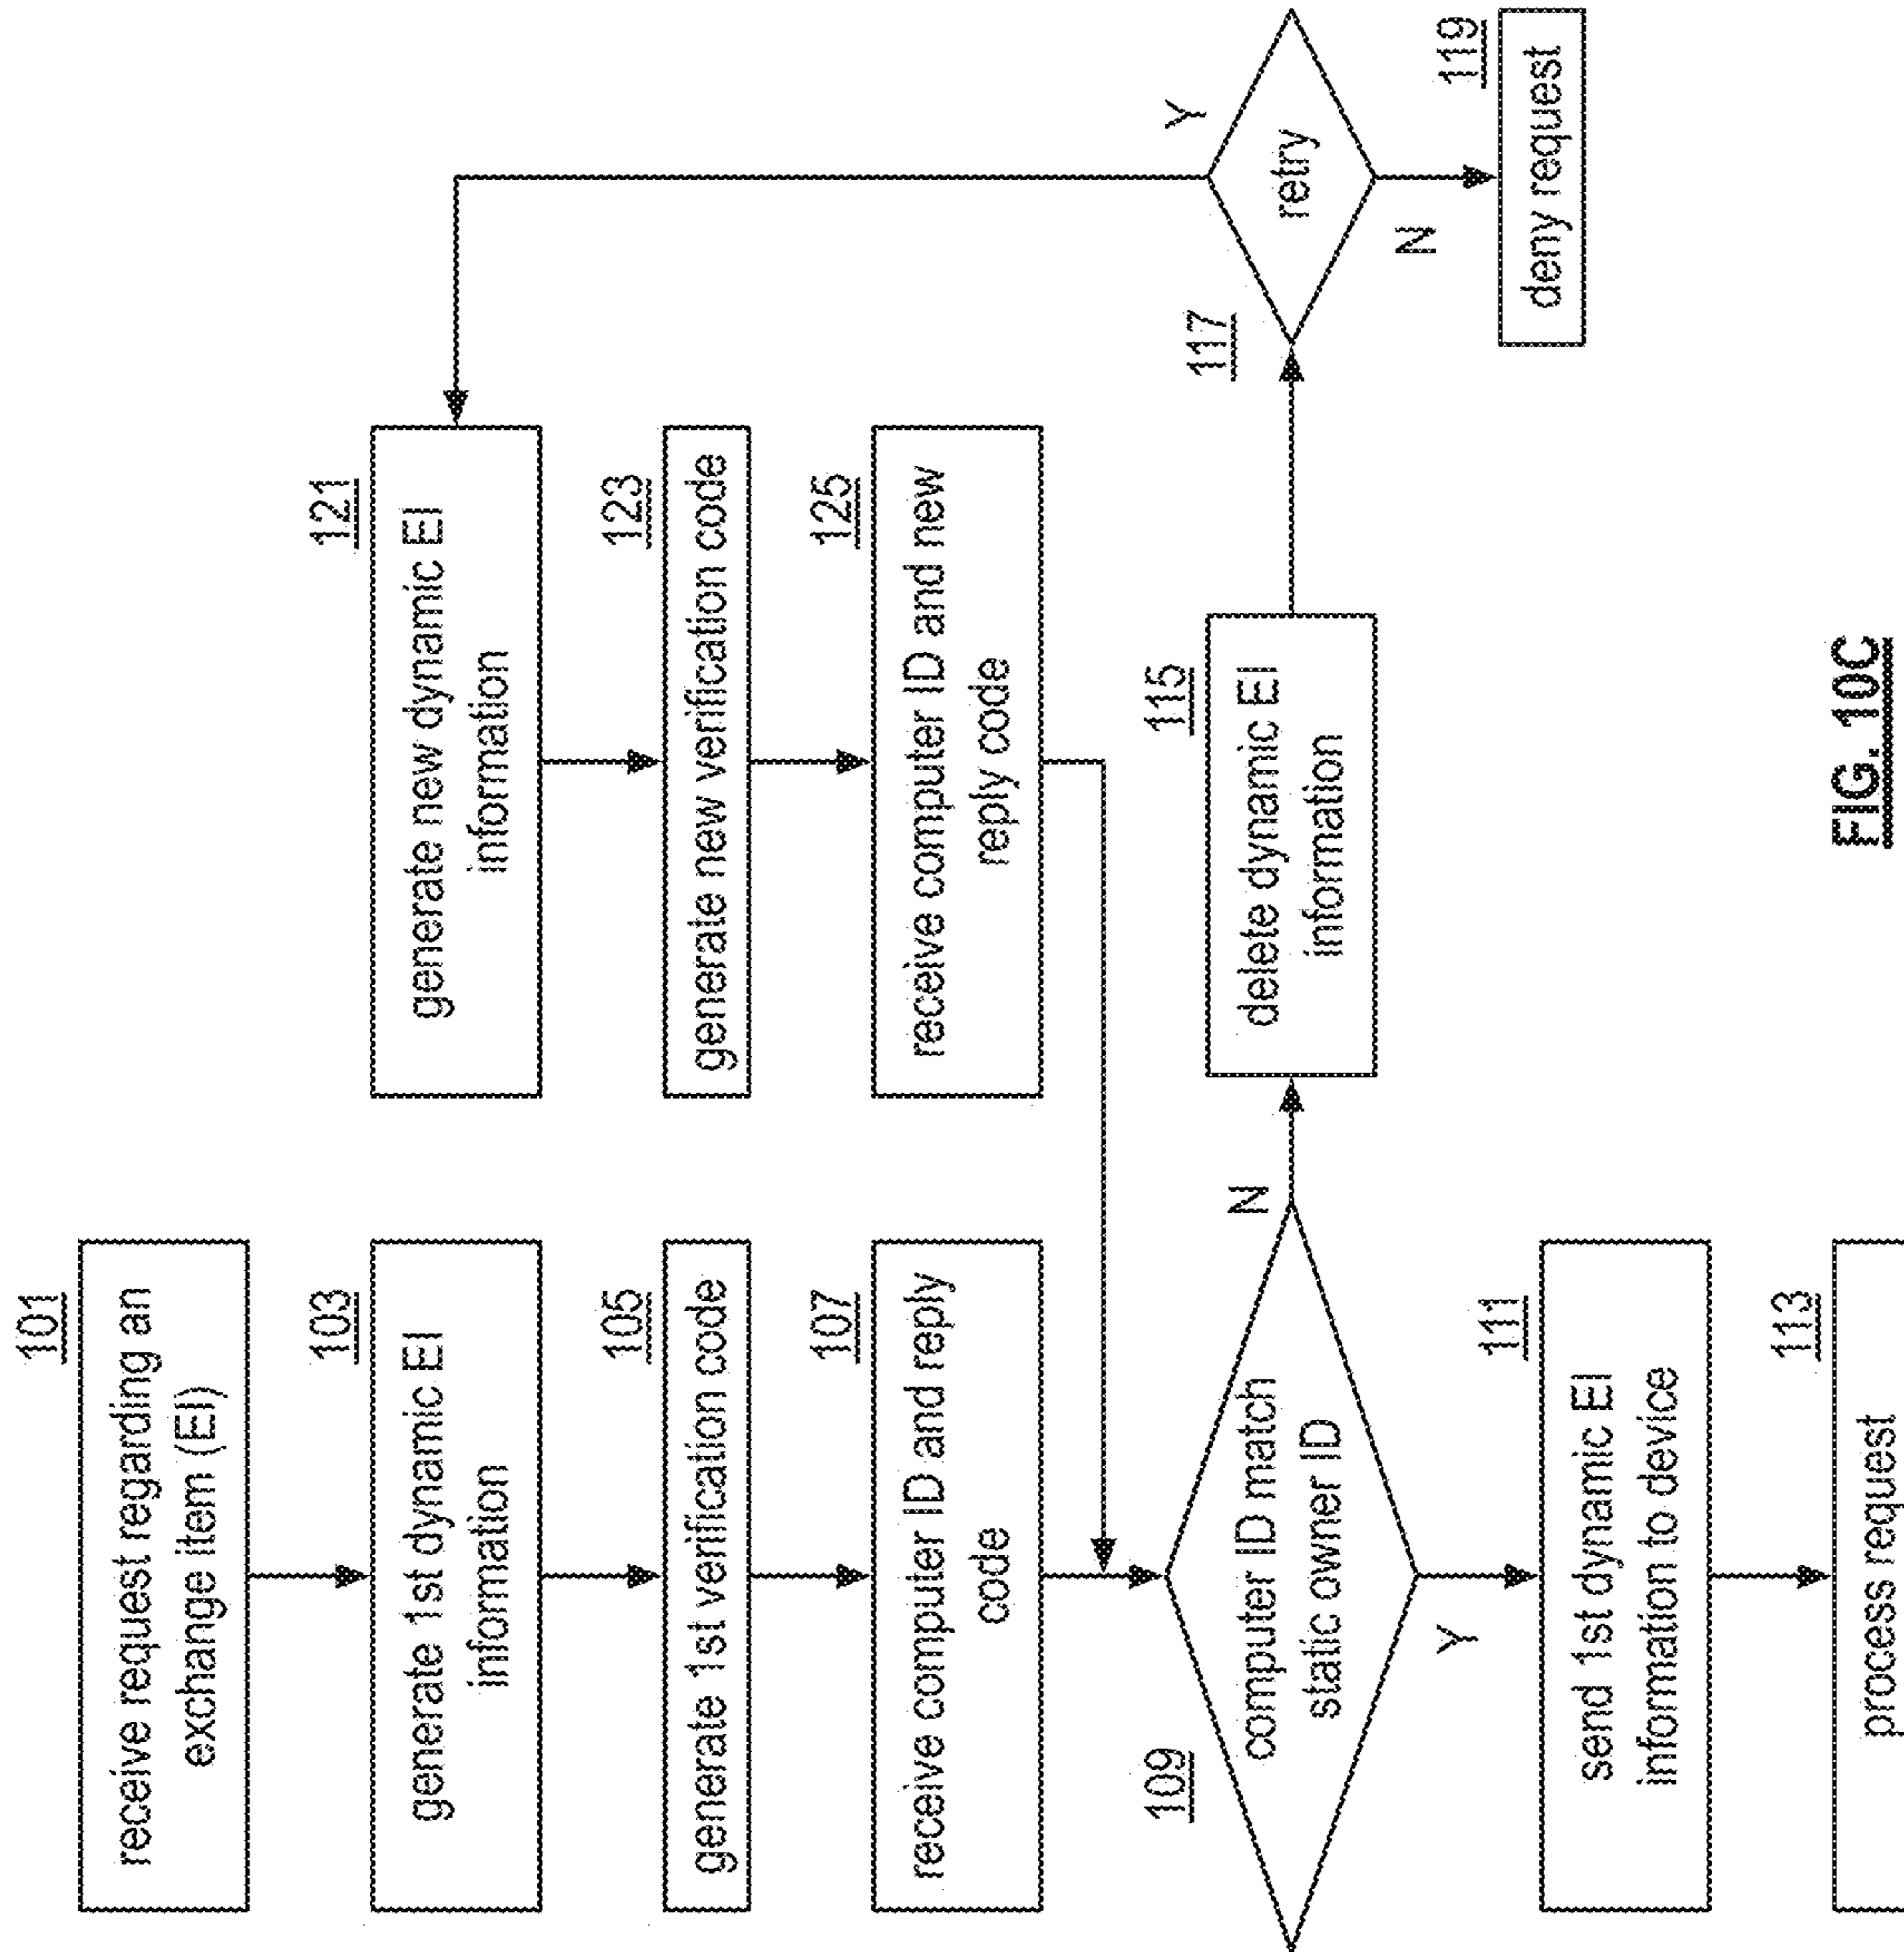 101
receive request regarding an
exchange item (EI)
103
generate 1st dynamic EI
information
105
generate 1st verification code
107
receive computer ID and reply
code
109
computer ID match
static owner ID
Y
N
111
send 1st dynamic EI
information to device
113
process request
121
generate new dynamic EI
information
123
generate new verification code
125
receive computer ID and new
reply code
115
delete dynamic EI
information
117
retry
Y
N
119
deny request
FIG. 10C